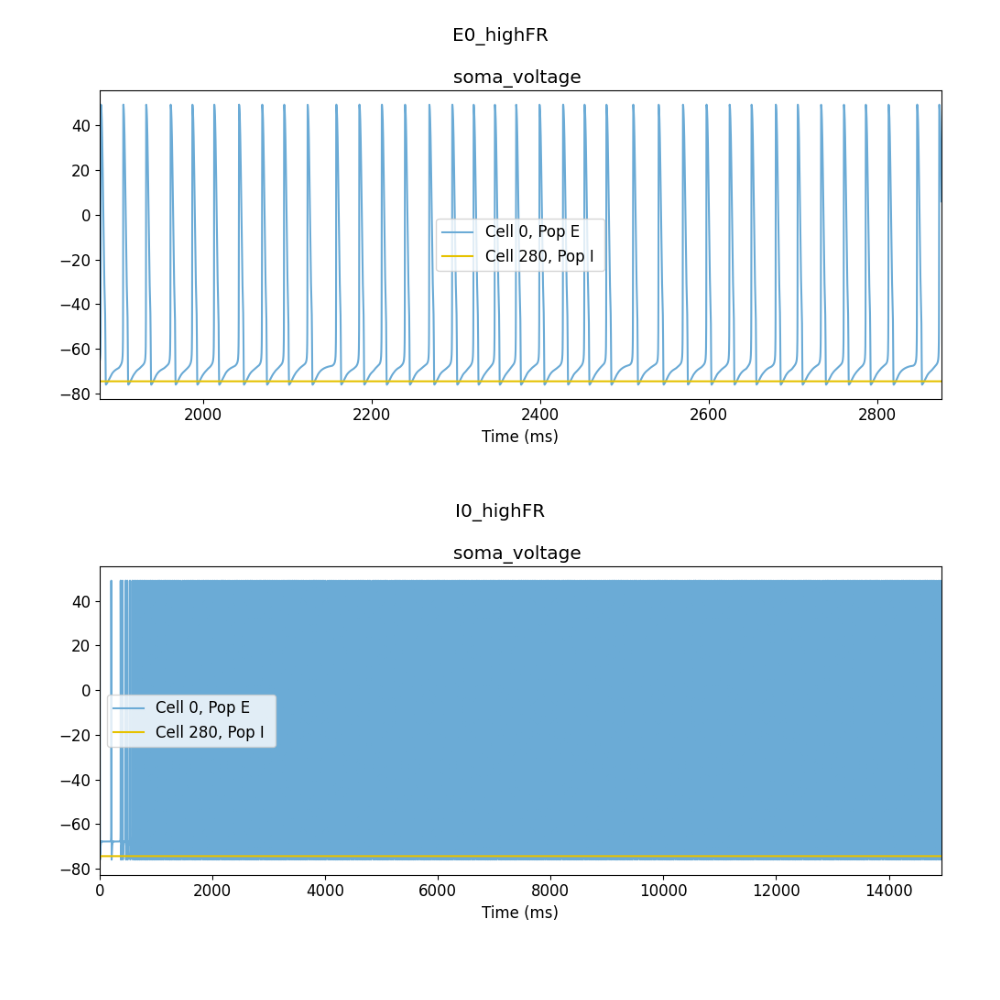 E0_highFR
soma_voltage
40
20
0
−20
−40
−60
−80
Cell 0, Pop E
Cell 280, Pop I
2000 2200 2400 2600 2800
Time (ms)
I0_highFR
soma_voltage
40
20
0
−20
−40
−60
−80
Cell 0, Pop E
Cell 280, Pop I
0 2000 4000 6000 8000 10000 12000 14000
Time (ms)